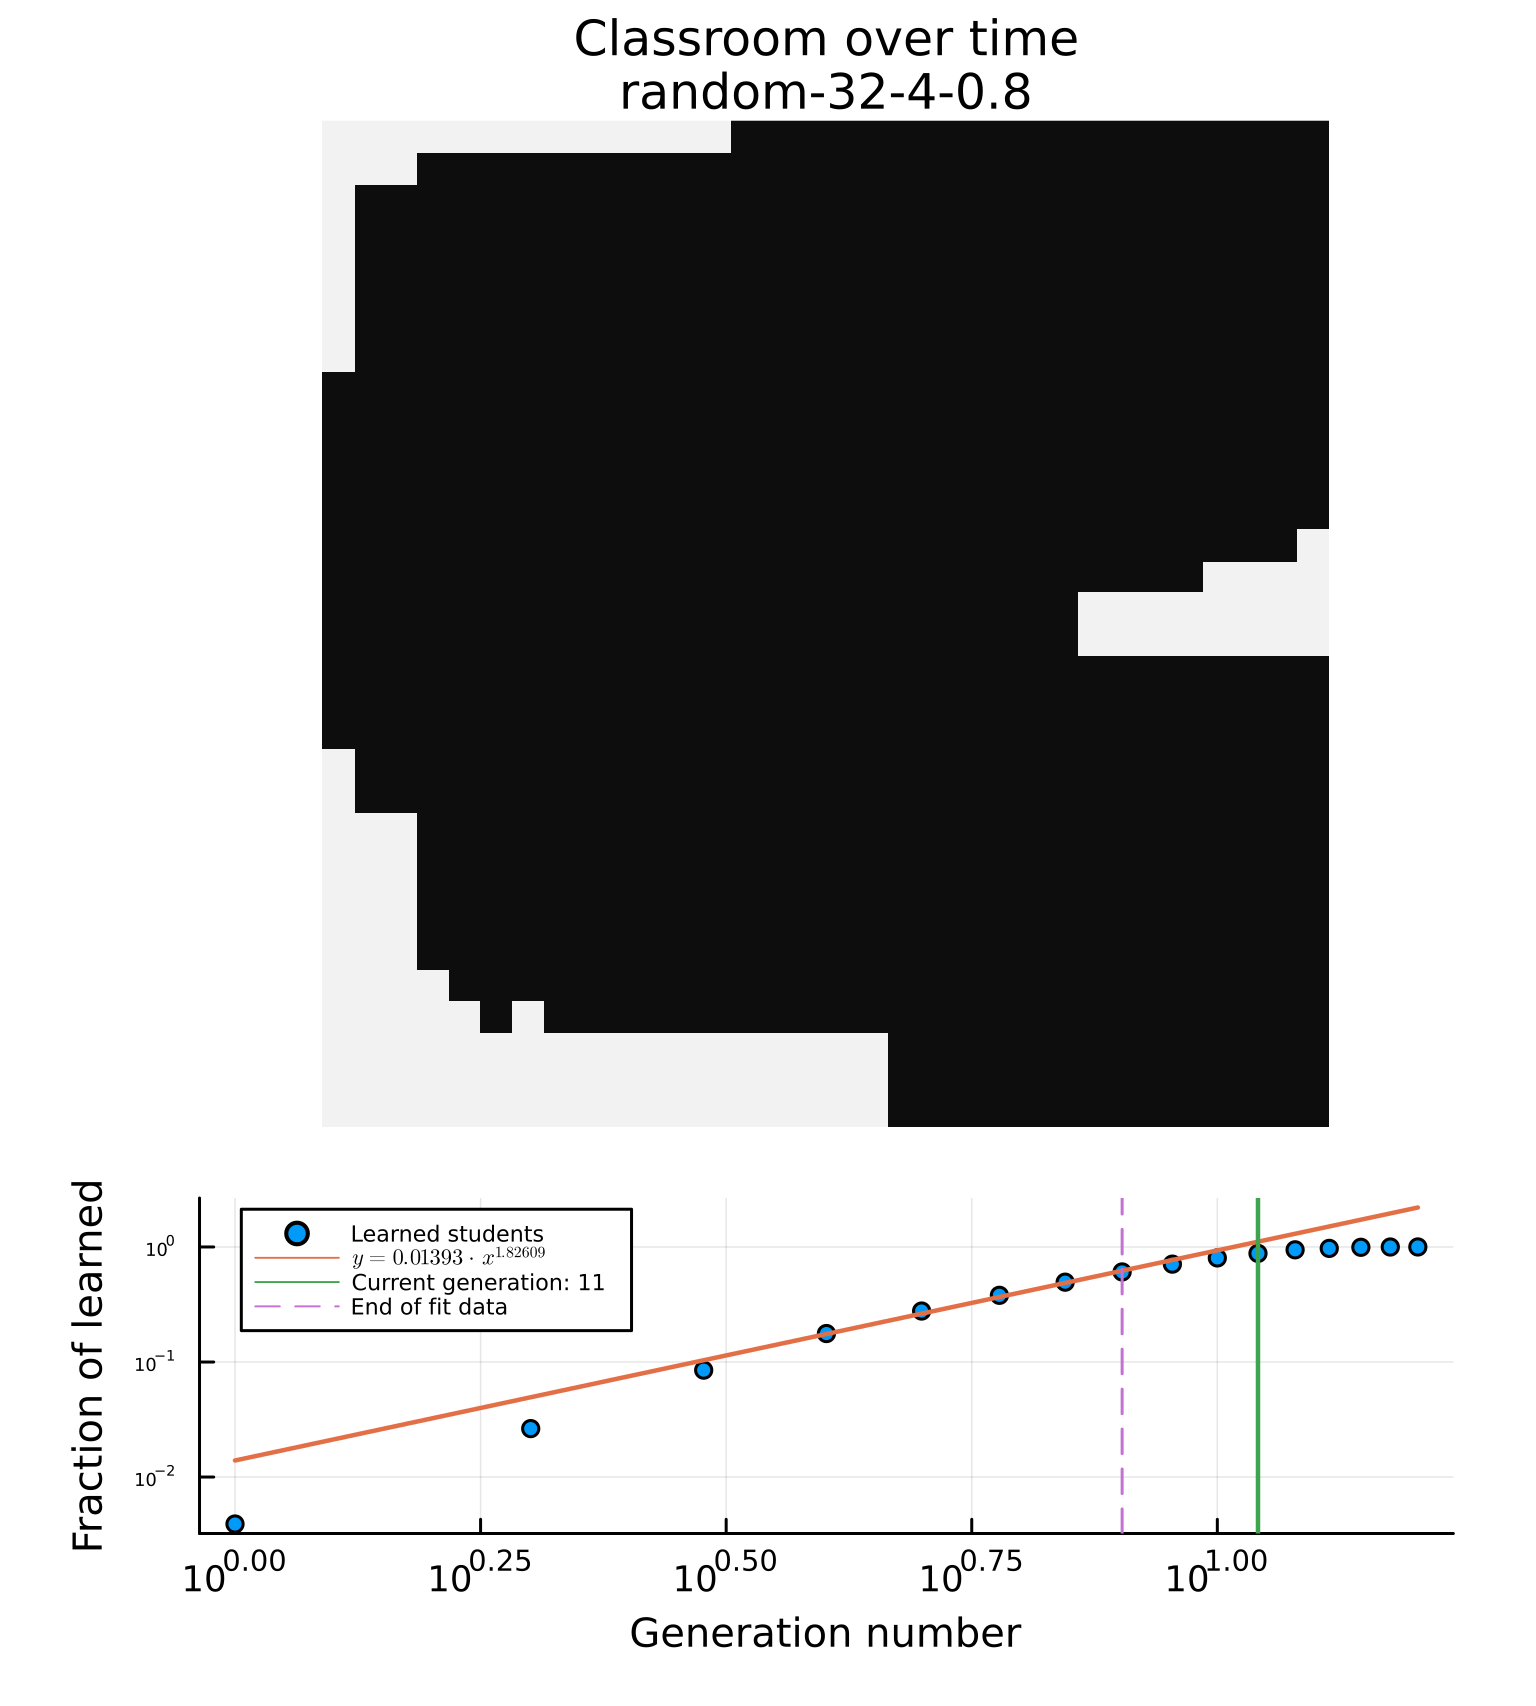 Classroom over time
random-32-4-0.8
Fraction of learned
10^0
10^−1
10^−2
Learned students
y = 0.01393 · x^1.82609
Current generation: 11
End of fit data
10^0.00 10^0.25 10^0.50 10^0.75 10^1.00
Generation number